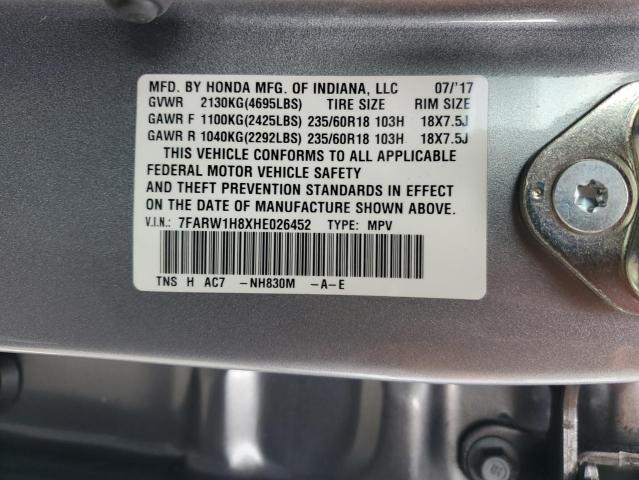 MFD. BY HONDA MFG. OF INDIANA, LLC 07/'17
GVWR 2130KG(4695LBS) TIRE SIZE RIM SIZE
GAWR F 1100KG(2425LBS) 235/60R18 103H 18X7.5J
GAWR R 1040KG(2292LBS) 235/60R18 103H 18X7.5J
THIS VEHICLE CONFORMS TO ALL APPLICABLE
FEDERAL MOTOR VEHICLE SAFETY
AND THEFT PREVENTION STANDARDS IN EFFECT
ON THE DATE OF MANUFACTURE SHOWN ABOVE.
V.I.N.: 7FARW1H8XHE026452 TYPE: MPV
TNS H AC7 -NH830M -A-E